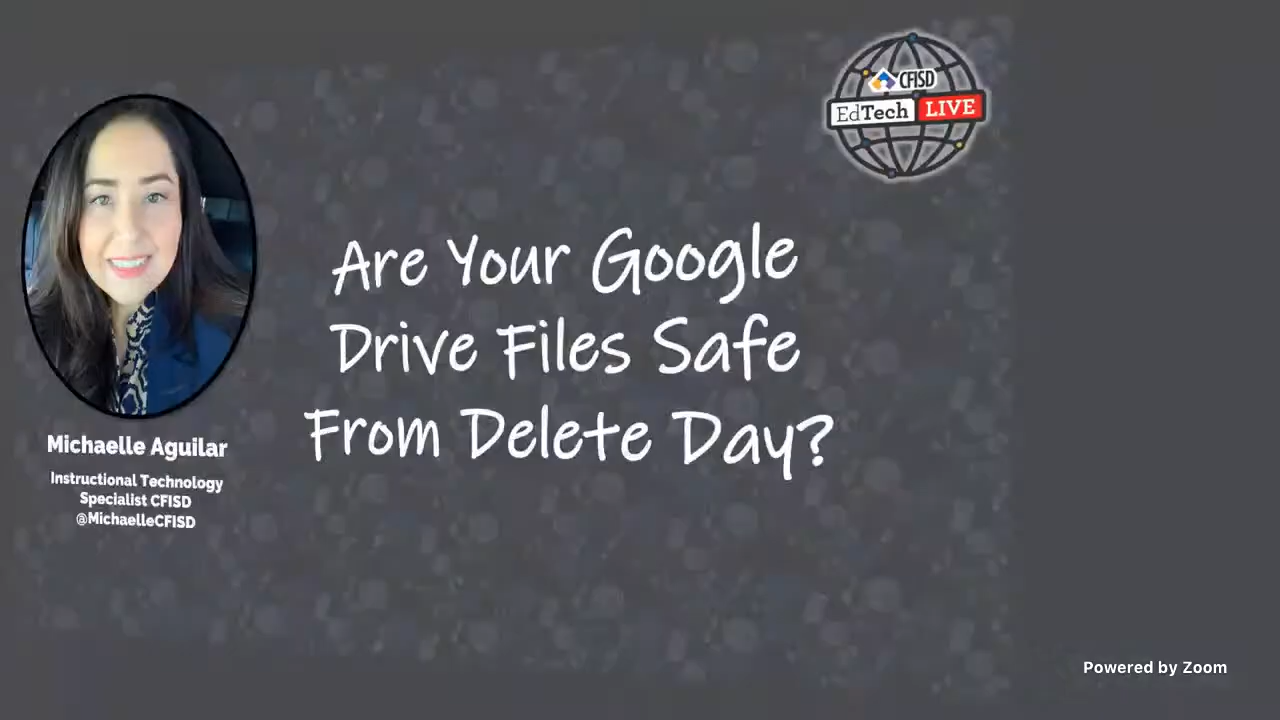 CFISD
EdTech LIVE
Are Your Google
Drive Files Safe
From Delete Day?
Michaelle Aguilar
Instructional Technology
Specialist CFISD
@MichaelleCFISD
Powered by Zoom